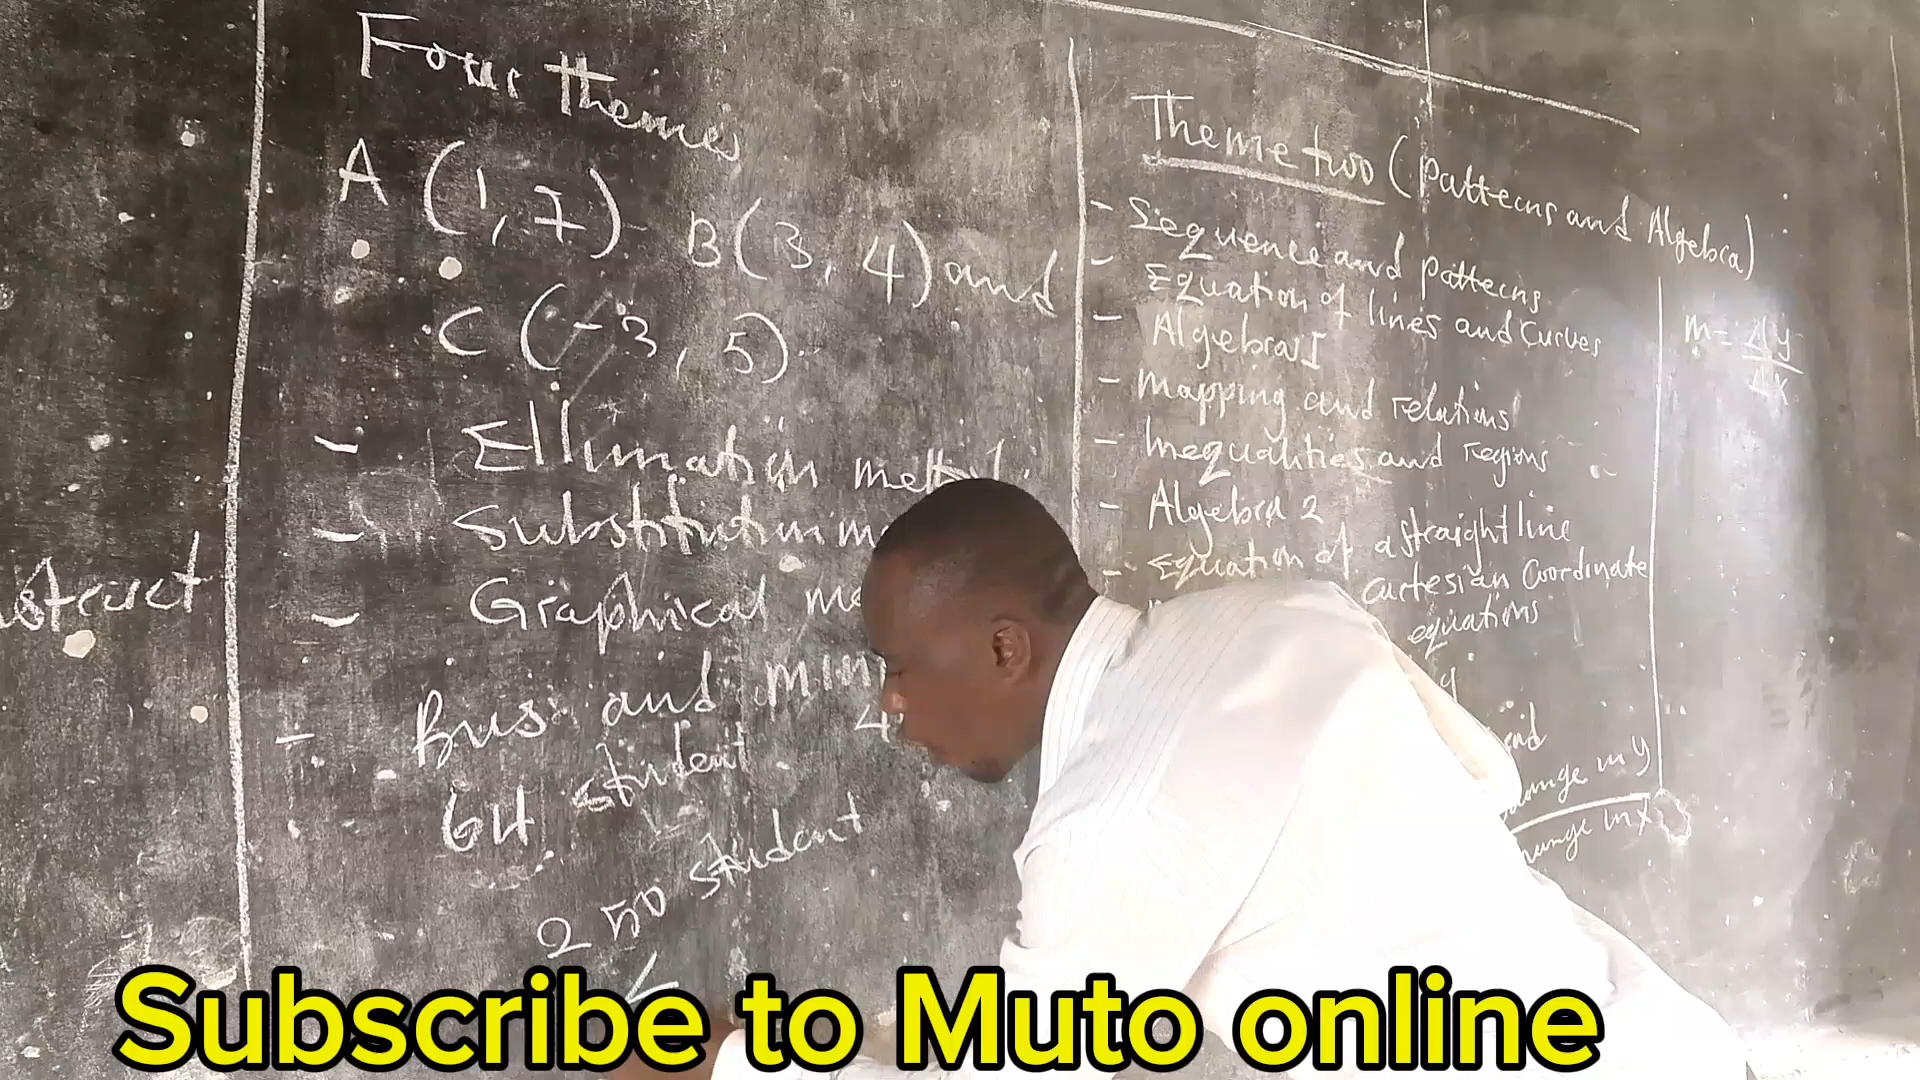 Four themes
A (1, 7) B(3, 4) and
C (-3, 5)
- Ellimination method
- Substitution m
- Graphical me
- Bus and mini
64 student 4
250 student
<
struct
Theme two (Patterns and Algebra)
- Sequence and patterns
- Equation of lines and curves
- Algebra 1
- mapping and relations
- Inequalities and regions
- Algebra 2
- Equation of a straight line
Cartesian Coordinate
equations
change in y
change in x
m = Δy
Δx
Subscribe to Muto online